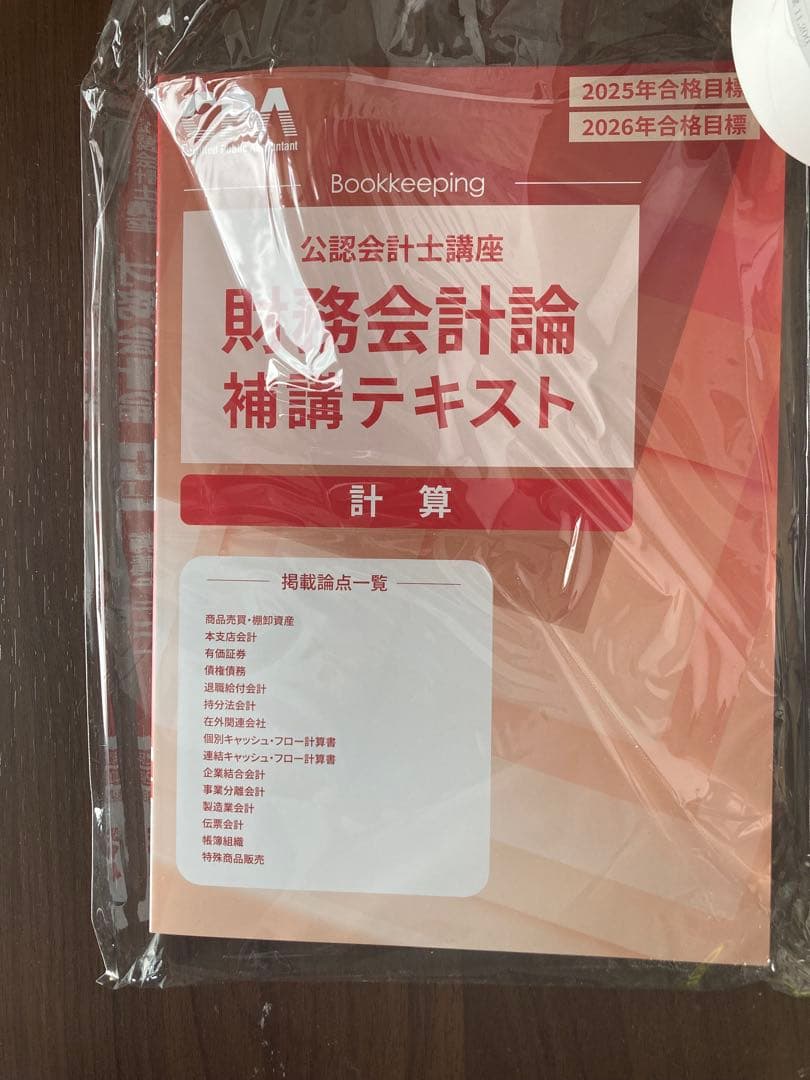 2025年合格目標
2026年合格目標
CPA
Certified Public Accountant
Bookkeeping
公認会計士講座
財務会計論
補講テキスト
計算
掲載論点一覧
商品売買・棚卸資産
本支店会計
有価証券
債権債務
退職給付会計
持分法会計
在外関連会社
個別キャッシュ・フロー計算書
連結キャッシュ・フロー計算書
企業結合会計
事業分離会計
製造業会計
伝票会計
帳簿組織
特殊商品販売